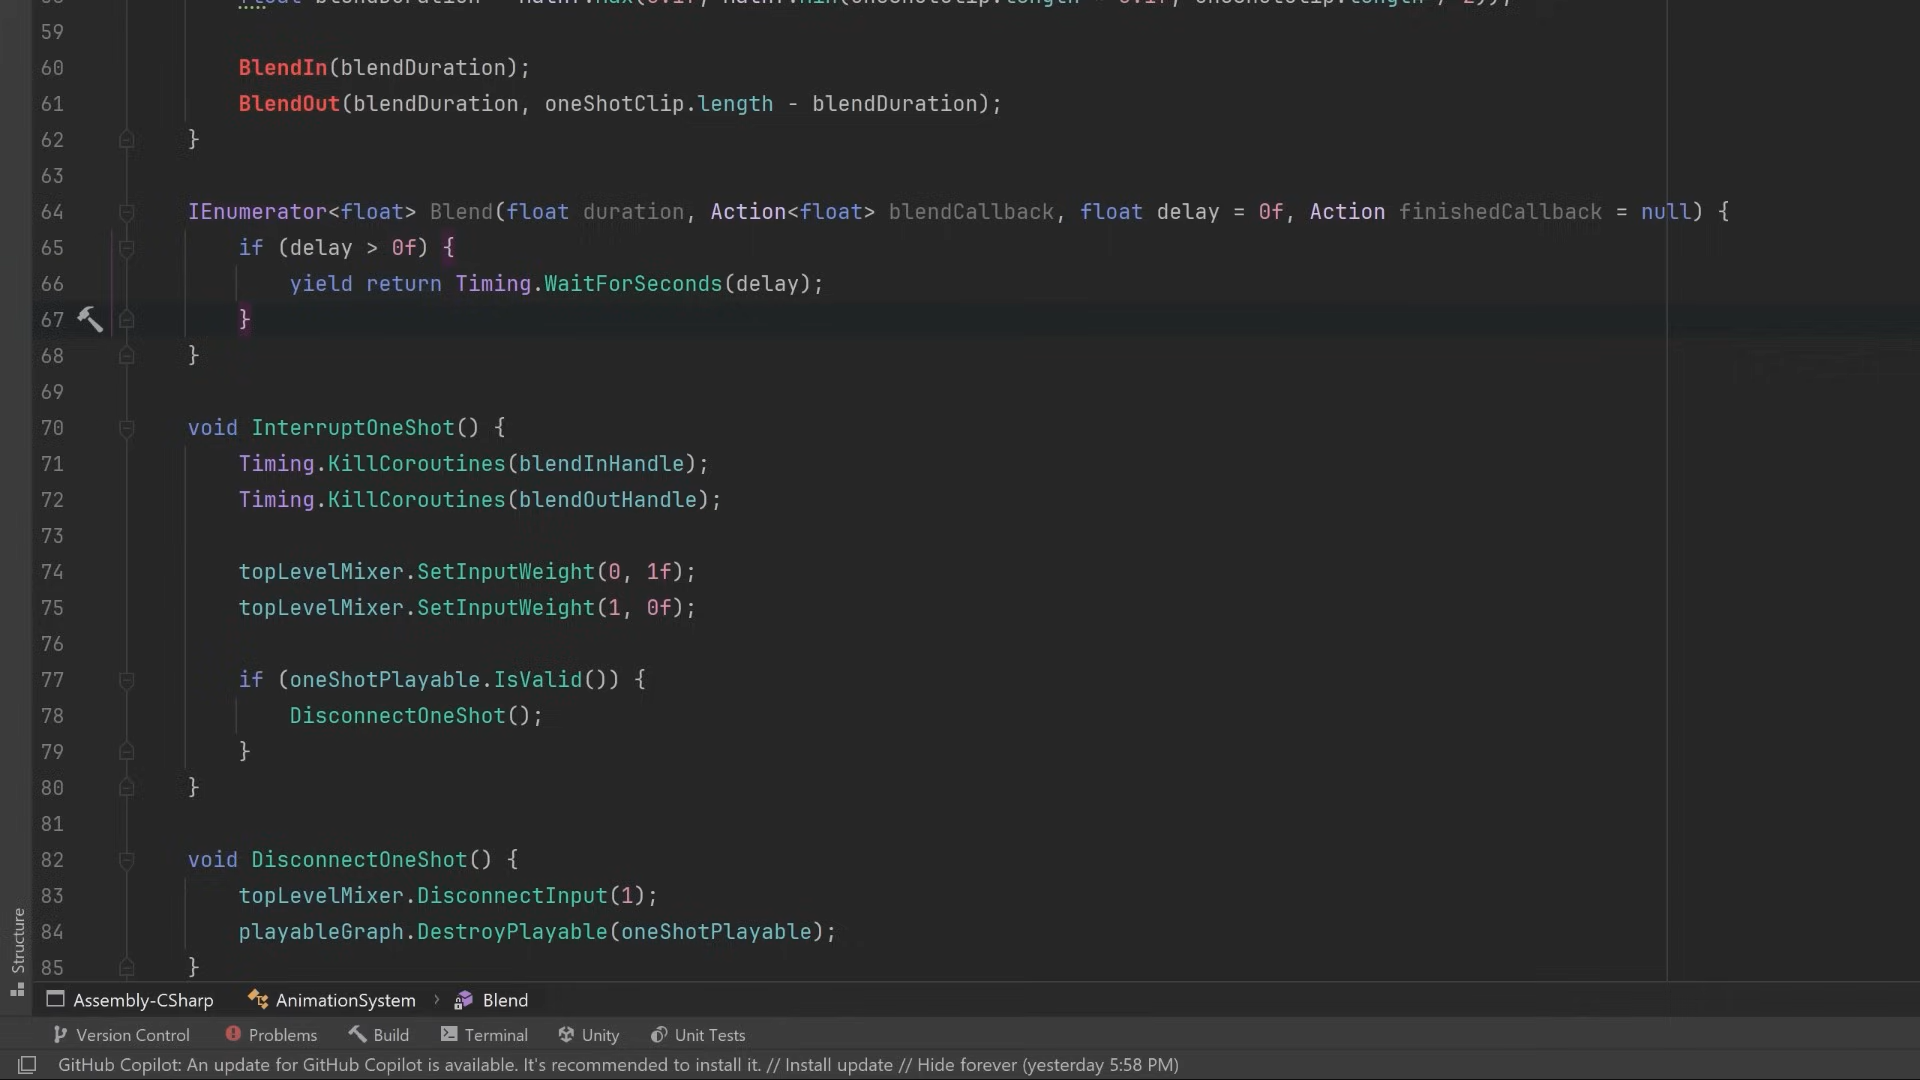 59
60 BlendIn(blendDuration);
61 BlendOut(blendDuration, oneShotClip.length - blendDuration);
62 }
63
64 IEnumerator<float> Blend(float duration, Action<float> blendCallback, float delay = 0f, Action finishedCallback = null) {
65 if (delay > 0f) {
66 yield return Timing.WaitForSeconds(delay);
67 }
68 }
69
70 void InterruptOneShot() {
71 Timing.KillCoroutines(blendInHandle);
72 Timing.KillCoroutines(blendOutHandle);
73
74 topLevelMixer.SetInputWeight(0, 1f);
75 topLevelMixer.SetInputWeight(1, 0f);
76
77 if (oneShotPlayable.IsValid()) {
78 DisconnectOneShot();
79 }
80 }
81
82 void DisconnectOneShot() {
83 topLevelMixer.DisconnectInput(1);
84 playableGraph.DestroyPlayable(oneShotPlayable);
85 }
Structure
Assembly-CSharp AnimationSystem › Blend
Version Control Problems Build Terminal Unity Unit Tests
GitHub Copilot: An update for GitHub Copilot is available. It's recommended to install it. // Install update // Hide forever (yesterday 5:58 PM)